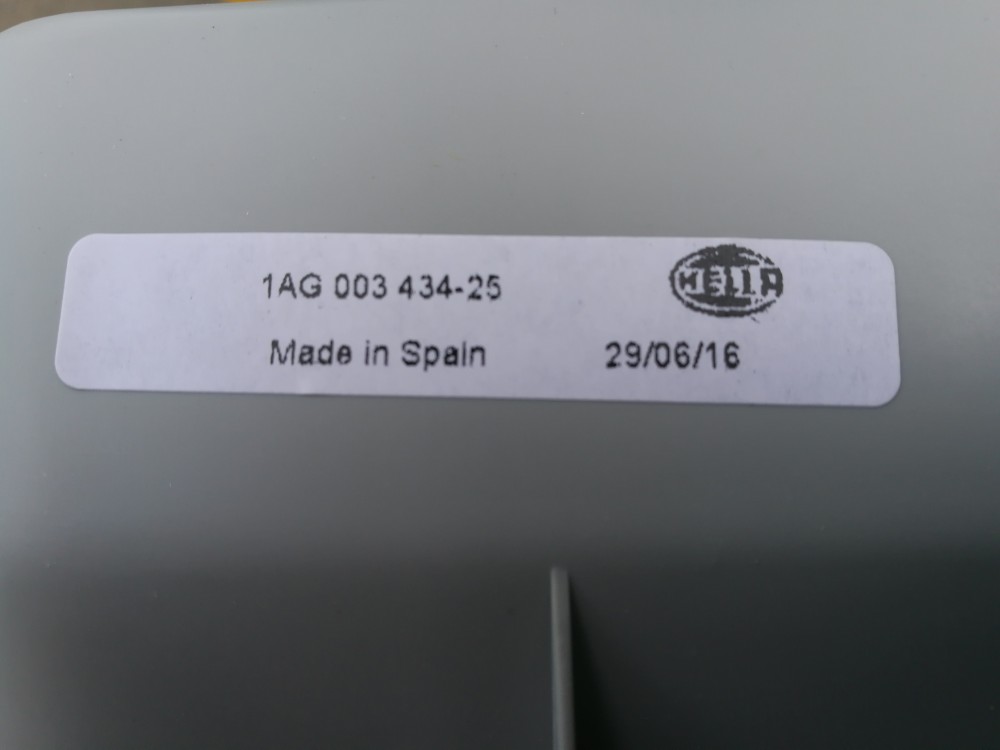 1AG 003 434-25
HELLA
Made in Spain 29/06/16